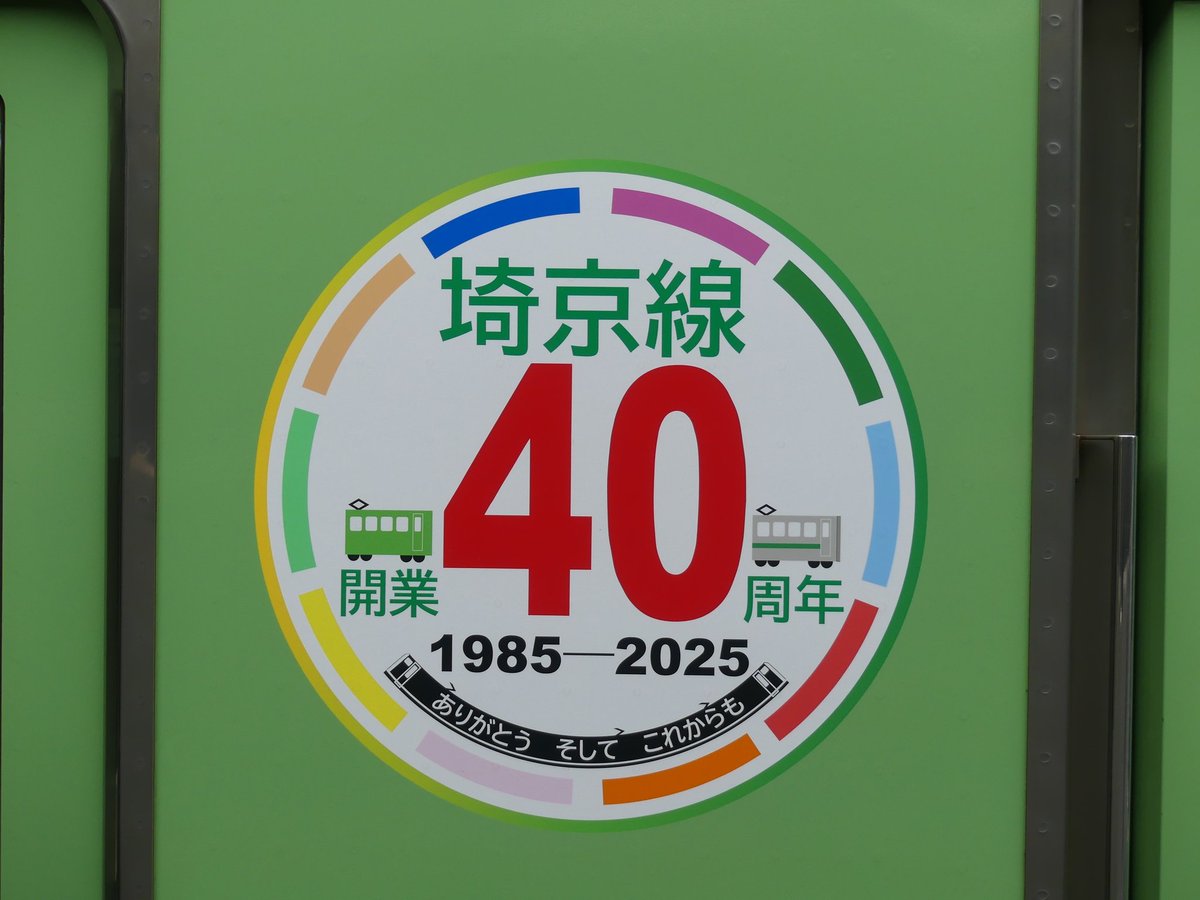 埼京線
40
開業
周年
1985―2025
ありがとう そして これからも